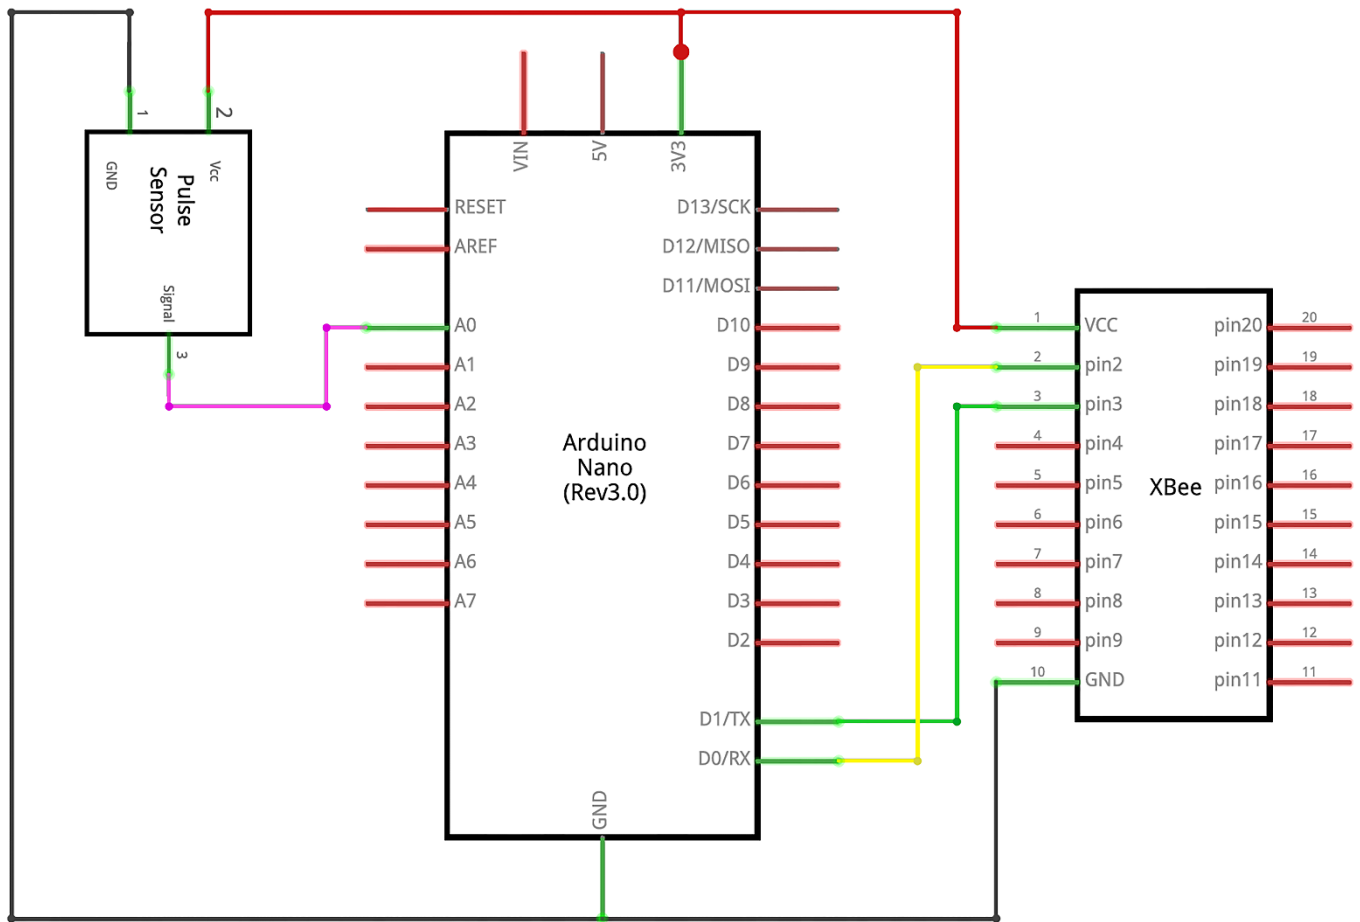 1
2
GND
Vcc
Pulse
Sensor
Signal
3
VIN
5V
3V3
RESET
AREF
A0
A1
A2
A3
A4
A5
A6
A7
Arduino
Nano
(Rev3.0)
D13/SCK
D12/MISO
D11/MOSI
D10
D9
D8
D7
D6
D5
D4
D3
D2
D1/TX
D0/RX
GND
1 VCC
2 pin2
3 pin3
4 pin4
5 pin5
6 pin6
7 pin7
8 pin8
9 pin9
10 GND
XBee
pin20 20
pin19 19
pin18 18
pin17 17
pin16 16
pin15 15
pin14 14
pin13 13
pin12 12
pin11 11